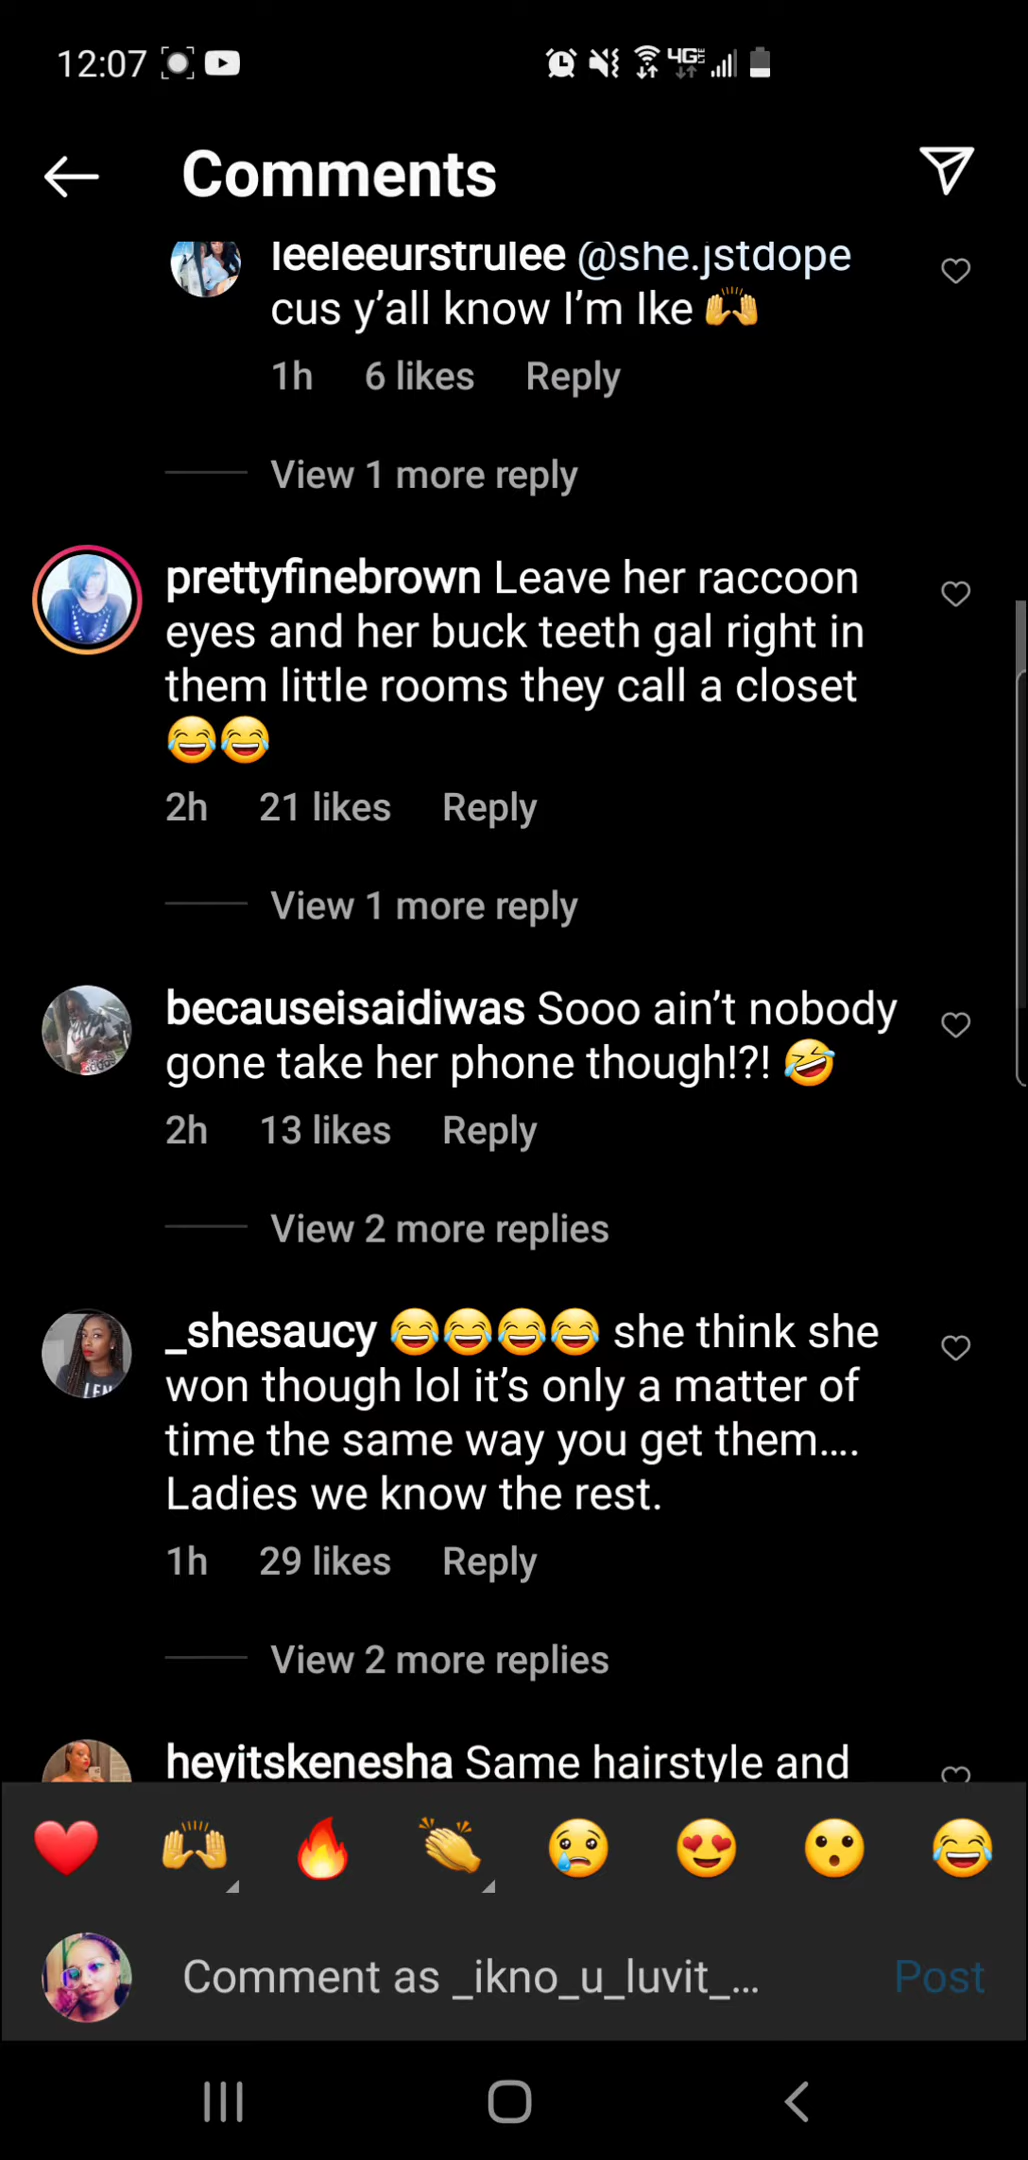 12:07 4G LTE
Comments
leeleeurstrulee @she.jstdope
cus y’all know I’m Ike 🙌
1h 6 likes Reply
View 1 more reply
prettyfinebrown Leave her raccoon
eyes and her buck teeth gal right in
them little rooms they call a closet
😂😂
2h 21 likes Reply
View 1 more reply
becauseisaidiwas Sooo ain’t nobody
gone take her phone though!?! 🤣
2h 13 likes Reply
View 2 more replies
_shesaucy 😂😂😂😂 she think she
won though lol it’s only a matter of
time the same way you get them....
Ladies we know the rest.
1h 29 likes Reply
View 2 more replies
heyitskenesha Same hairstyle and
❤️ 🙌 🔥 👏 😢 😍 😮 😂
Comment as _ikno_u_luvit_... Post